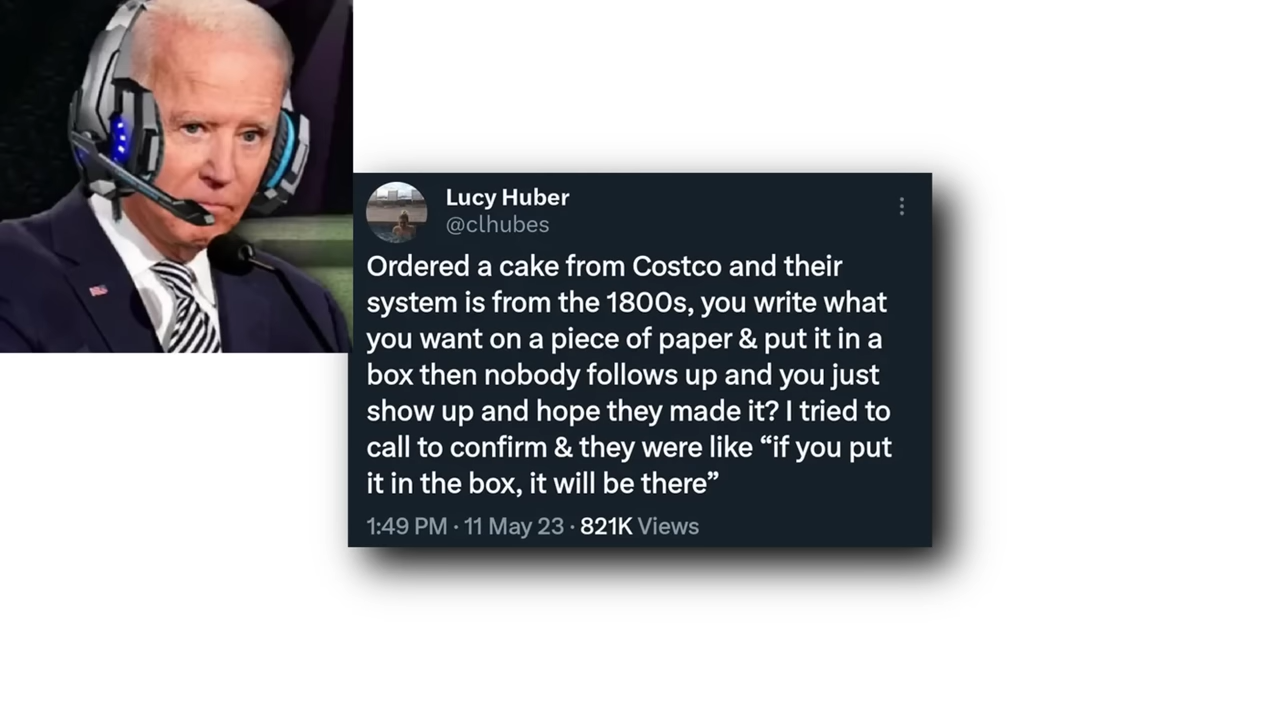 Lucy Huber
@clhubes
Ordered a cake from Costco and their
system is from the 1800s, you write what
you want on a piece of paper & put it in a
box then nobody follows up and you just
show up and hope they made it? I tried to
call to confirm & they were like “if you put
it in the box, it will be there”
1:49 PM · 11 May 23 · 821K Views